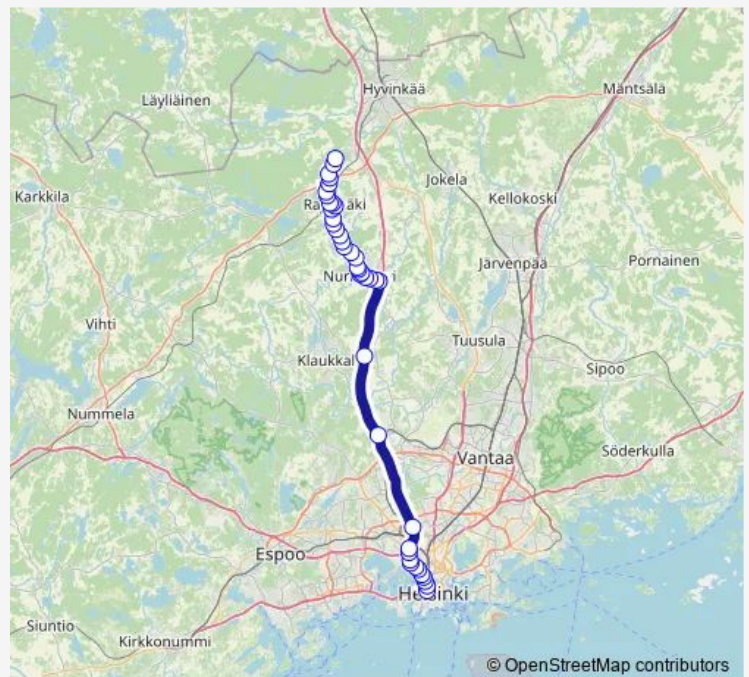 Hyvinkää
Mäntsälä
Läyliäinen
Jokela
Karkkila
Kellokoski
Järvenpää
Pornainen
Vihti
Tuusula
Sipoo
Nummela
Söderkulla
Vantaa
Espoo
Siuntio
Kirkkonummi
© OpenStreetMap contributors